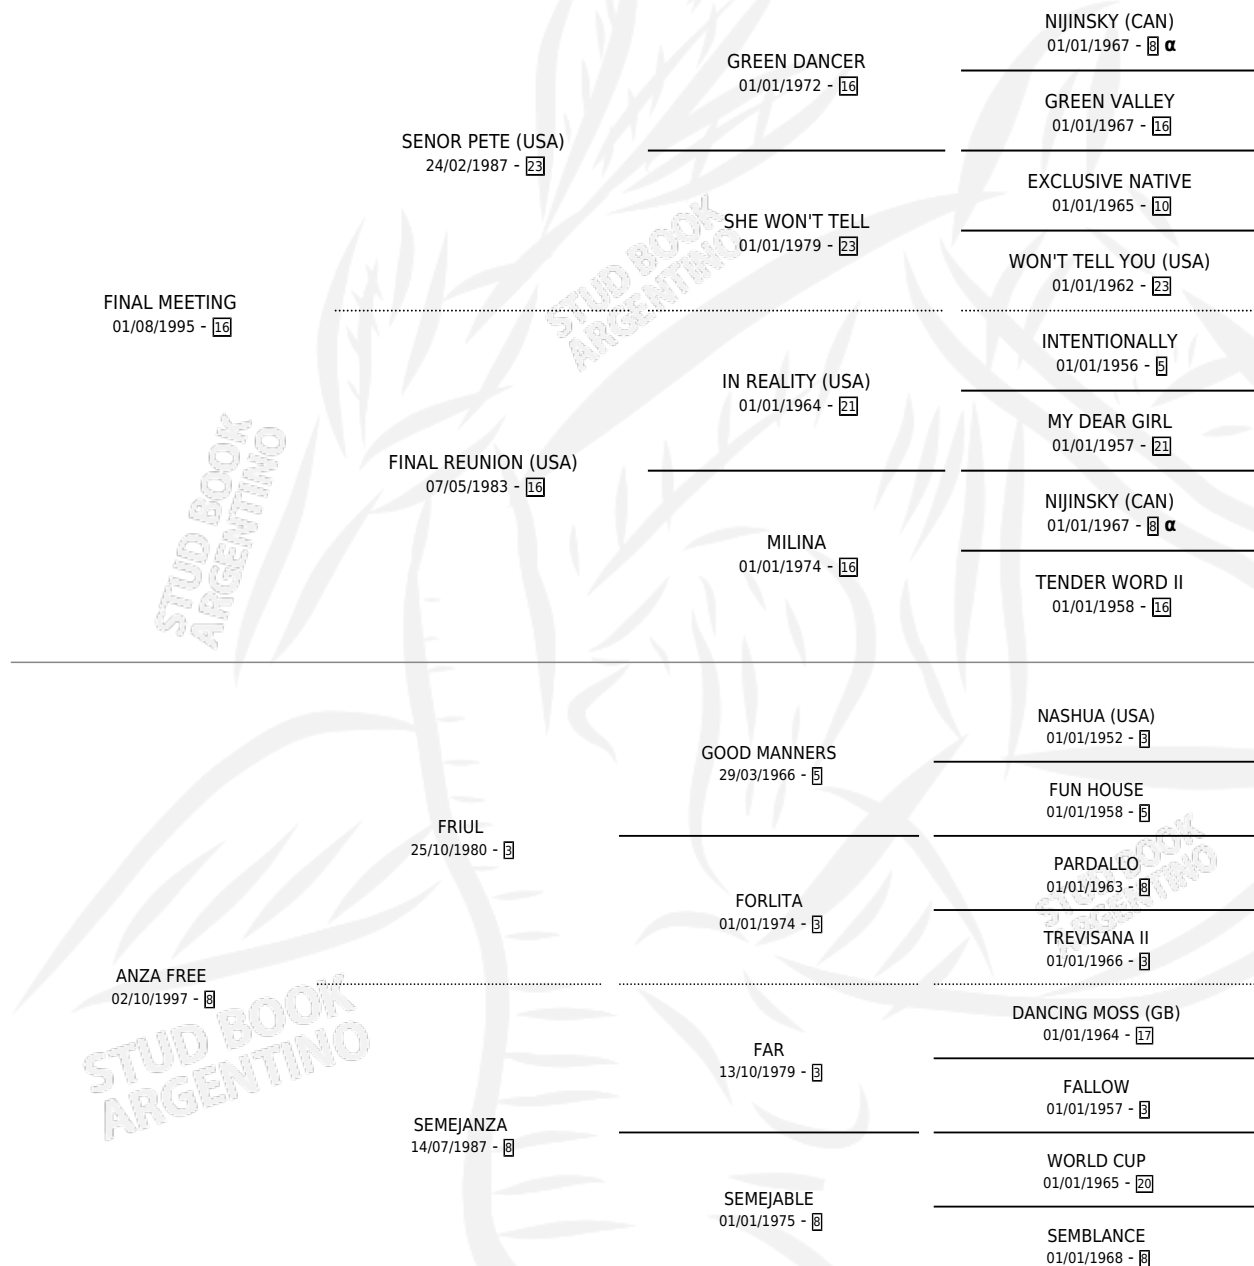 NIJINSKY (CAN)
01/01/1967 - 8 α
GREEN DANCER
01/01/1972 - 16
GREEN VALLEY
01/01/1967 - 16
SENOR PETE (USA)
24/02/1987 - 23
EXCLUSIVE NATIVE
01/01/1965 - 10
SHE WON'T TELL
01/01/1979 - 23
WON'T TELL YOU (USA)
01/01/1962 - 23
STUD BOOK
ARGENTINO
FINAL MEETING
01/08/1995 - 16
INTENTIONALLY
01/01/1956 - 5
IN REALITY (USA)
01/01/1964 - 21
MY DEAR GIRL
01/01/1957 - 21
FINAL REUNION (USA)
07/05/1983 - 16
NIJINSKY (CAN)
01/01/1967 - 8 α
MILINA
01/01/1974 - 16
TENDER WORD II
01/01/1958 - 16
STUD BOOK
ARGENTINO
NASHUA (USA)
01/01/1952 - 3
GOOD MANNERS
29/03/1966 - 5
FUN HOUSE
01/01/1958 - 5
FRIUL
25/10/1980 - 3
PARDALLO
01/01/1963 - 8
FORLITA
01/01/1974 - 3
TREVISANA II
01/01/1966 - 3
STUD BOOK
ARGENTINO
ANZA FREE
02/10/1997 - 8
DANCING MOSS (GB)
01/01/1964 - 17
FAR
13/10/1979 - 3
FALLOW
01/01/1957 - 3
STUD BOOK
ARGENTINO
SEMEJANZA
14/07/1987 - 8
WORLD CUP
01/01/1965 - 20
SEMEJABLE
01/01/1975 - 8
SEMBLANCE
01/01/1968 - 8